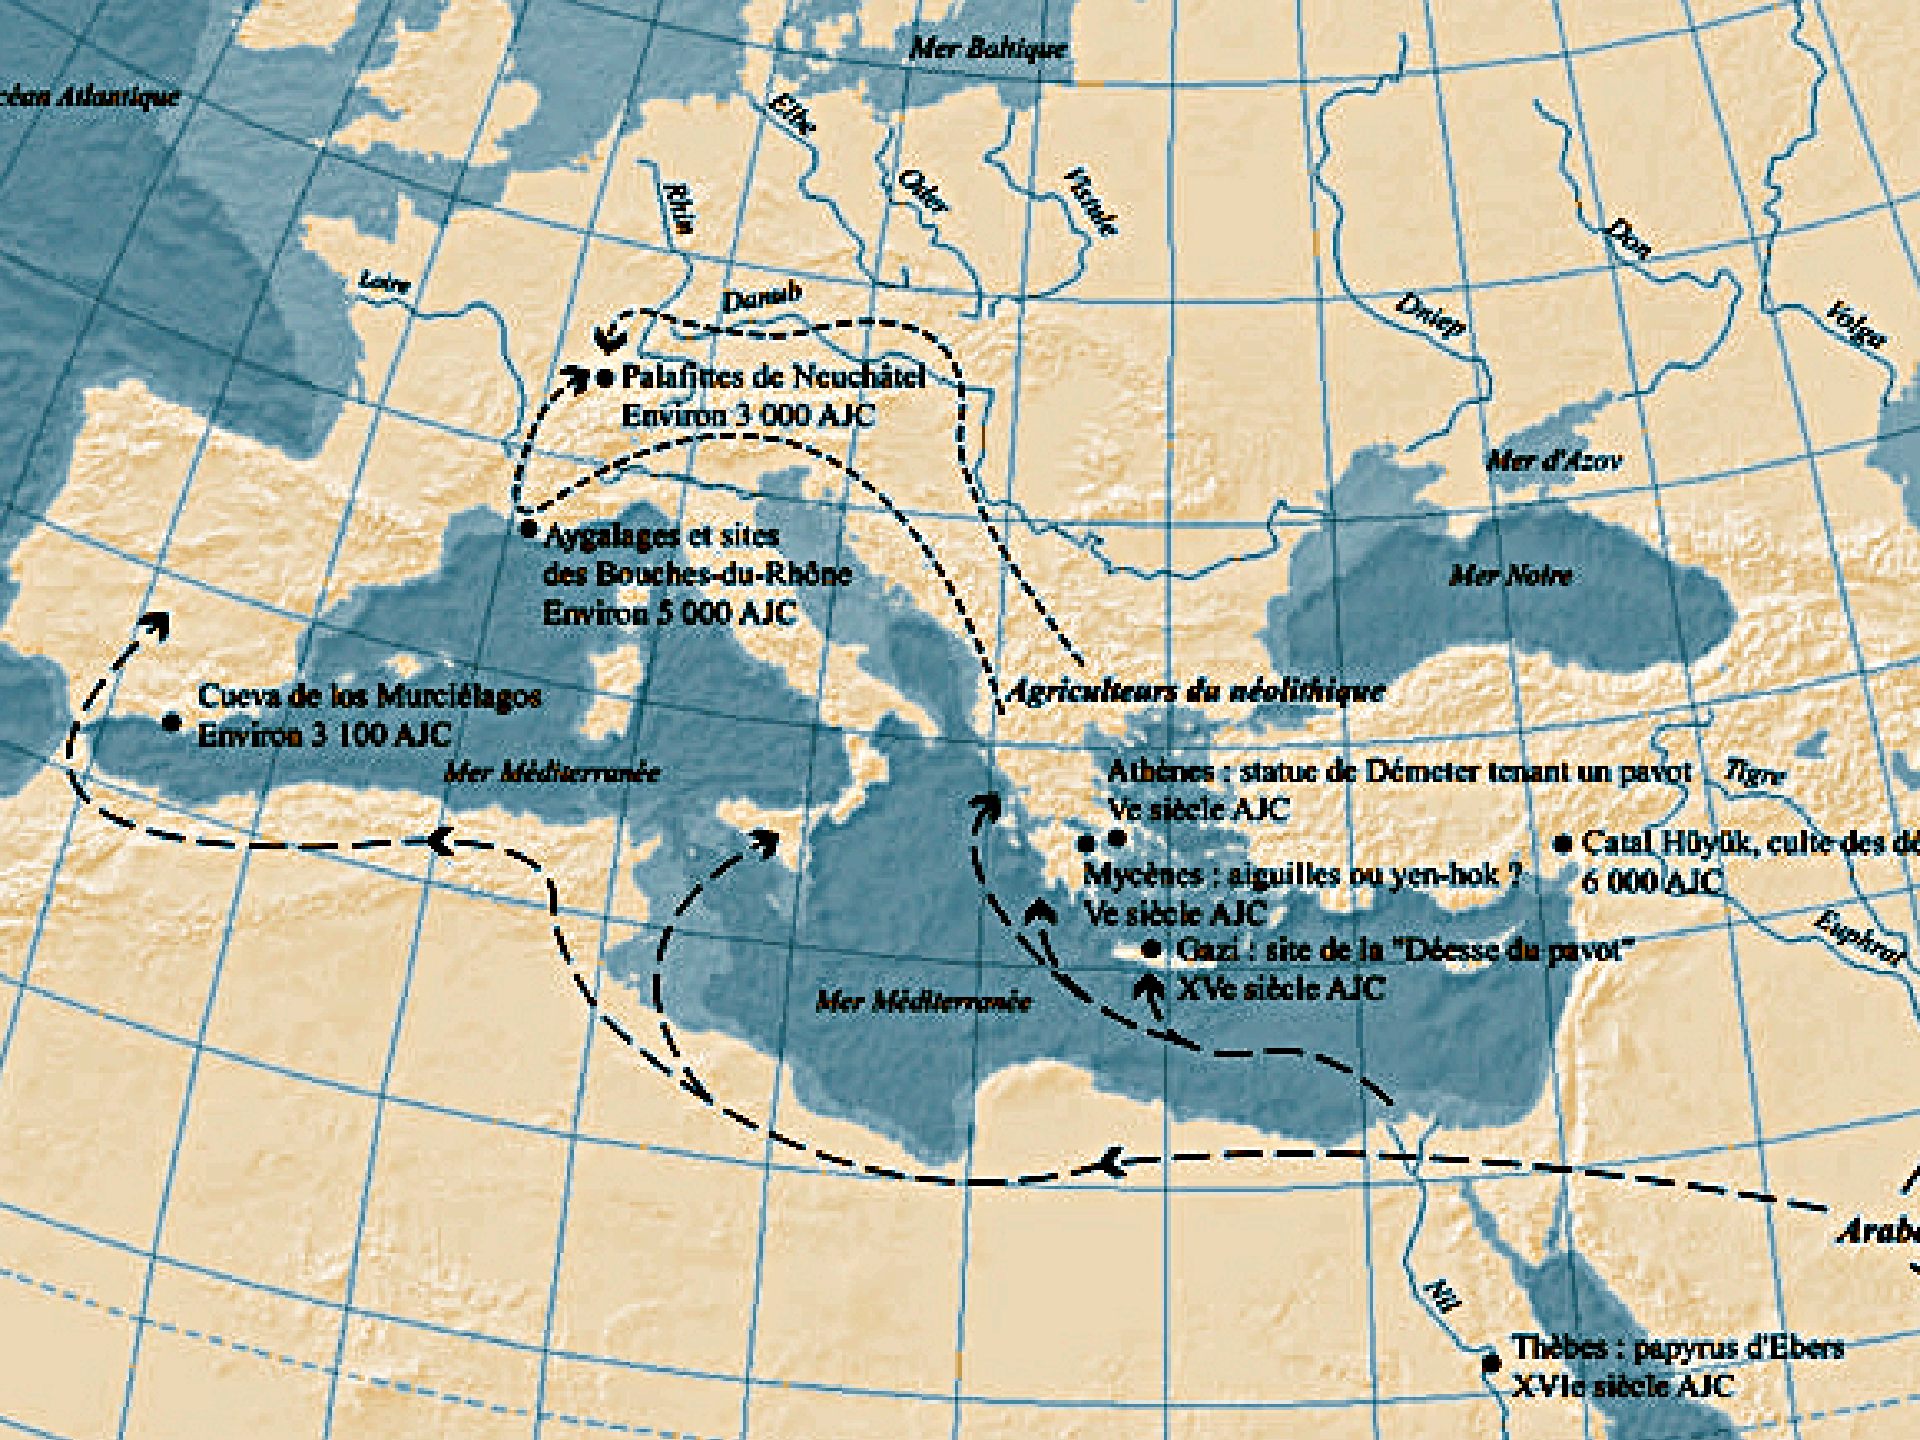 Mer Baltique
céan Atlantique
Elbe
Oder
Vistule
Rhin
Don
Loire
Danub
Dniep
Volga
Palafittes de Neuchâtel
Environ 3 000 AJC
Mer d'Azov
Aygalages et sites
des Bouches-du-Rhône
Environ 5 000 AJC
Mer Noire
Agriculteurs du néolithique
Cueva de los Murciélagos
Environ 3 100 AJC
Mer Méditerranée
Athènes : statue de Démeter tenant un pavot
Ve siècle AJC
Tigre
Catal Hüyük, culte des dé
6 000 AJC
Mycènes : aiguilles ou yen-hok ?
Ve siècle AJC
Euphrat
Gazi : site de la "Déesse du pavot"
XVe siècle AJC
Mer Méditerranée
Arabe
Nil
Thèbes : papyrus d'Ebers
XVIe siècle AJC